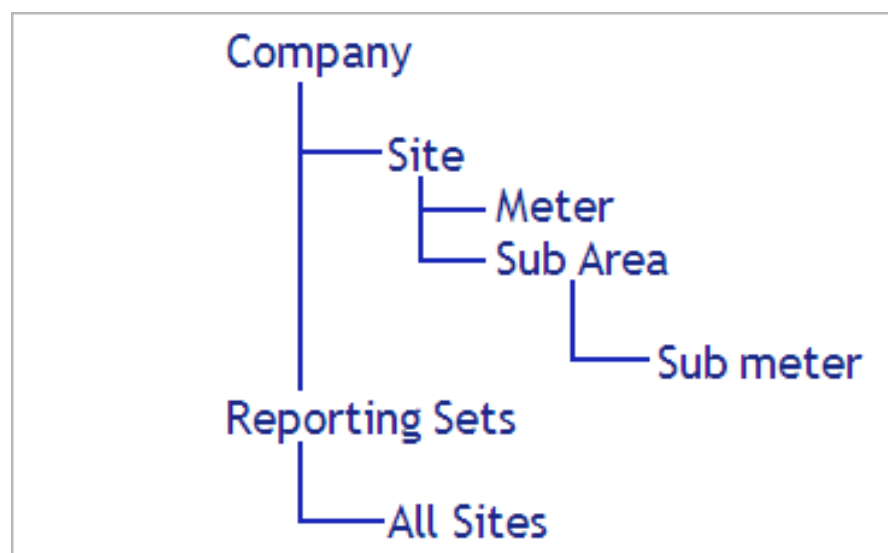 Company
Site
Meter
Sub Area
Sub meter
Reporting Sets
All Sites